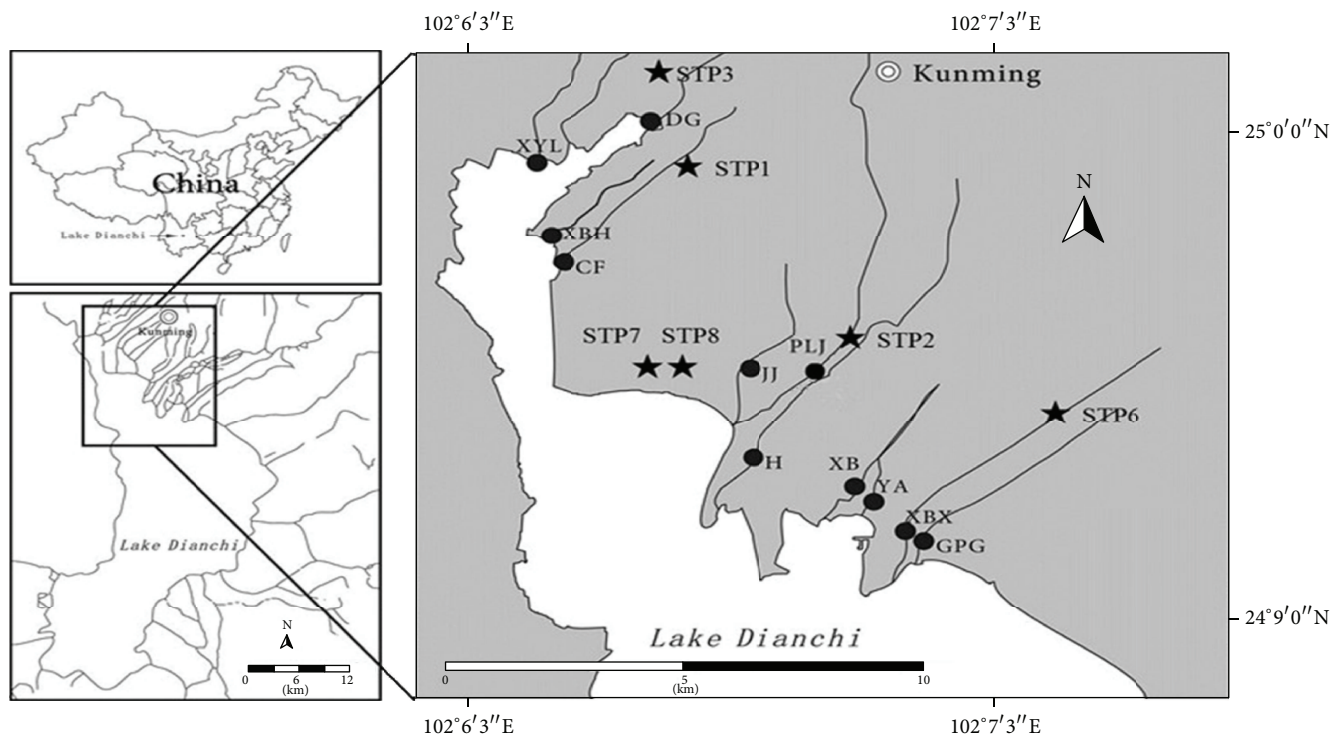 102°6′3″E
102°7′3″E
China
Lake Dianchi
Kunming
Lake Dianchi
N
0
6
12
(km)
STP3
Kunming
DG
25°0′0″N
XYL
STP1
N
XBH
CF
STP7
STP8
PLJ
STP2
JJ
STP6
H
XB
YA
XBX
GPG
24°9′0″N
Lake Dianchi
0
5
10
(km)
102°6′3″E
102°7′3″E